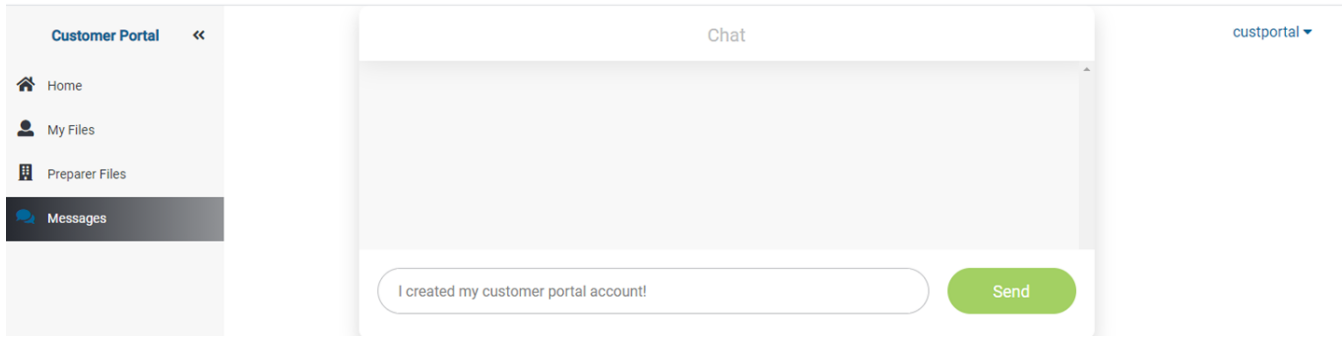 Customer Portal
Home
My Files
Preparer Files
Messages
Chat
I created my customer portal account!
Send
custportal